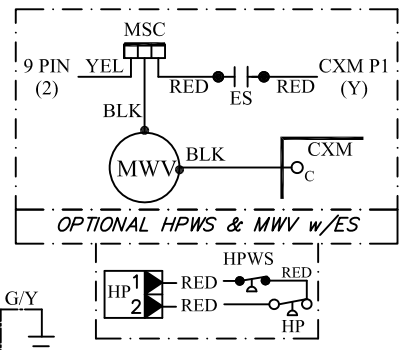 MSC
9 PIN YEL CXM P1
(2) RED ES RED (Y)
BLK
MWV BLK CXM
C
OPTIONAL HPWS & MWV w/ES
HPWS
HP 1 RED RED
2 RED HP
G/Y